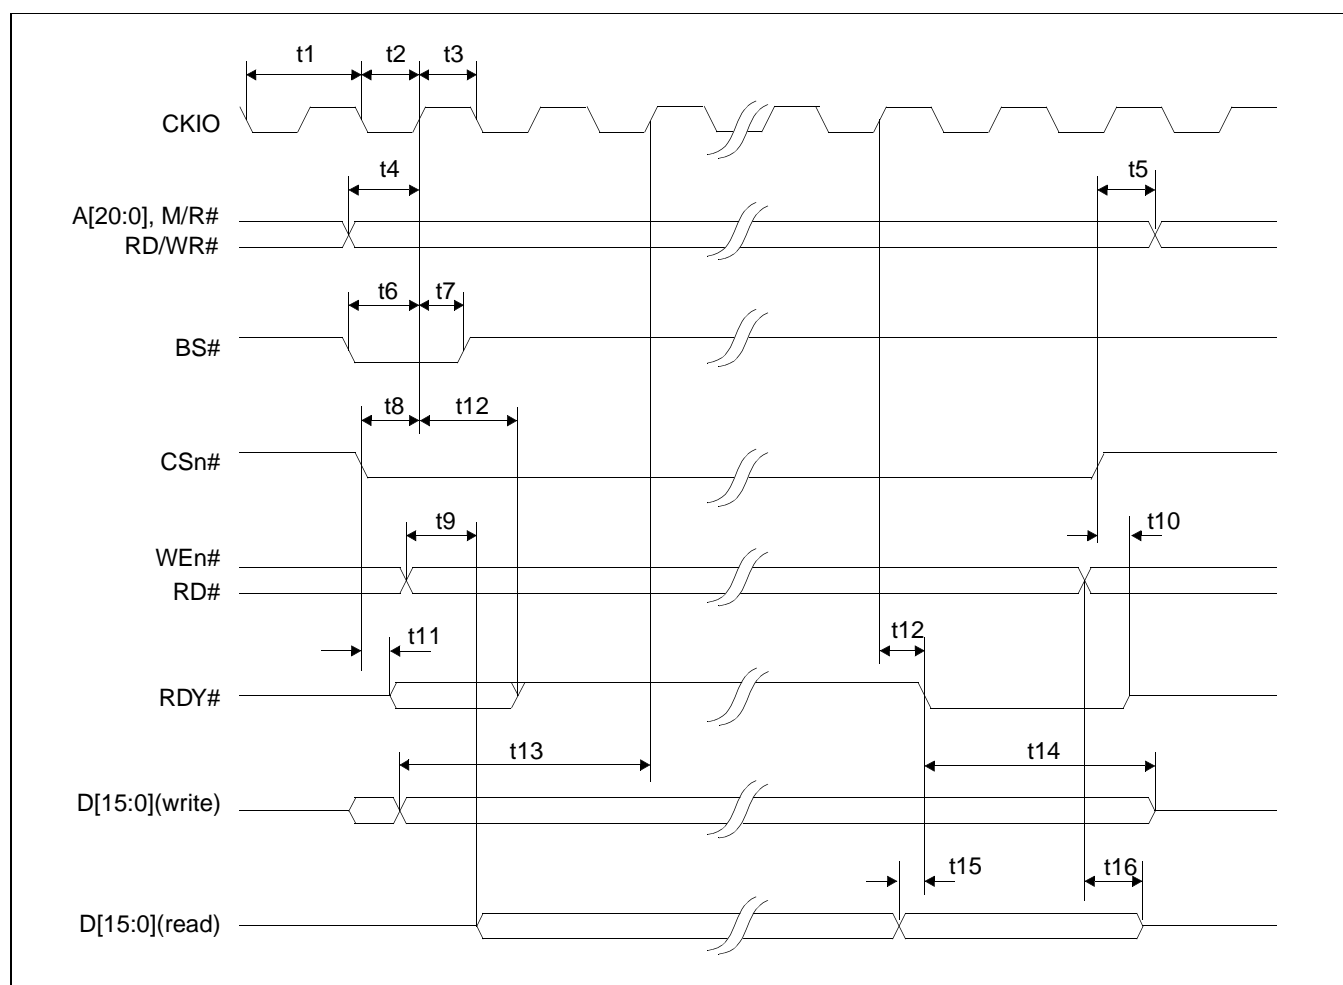 t1 t2 t3
CKIO
t4 t5
A[20:0], M/R#
RD/WR#
t6 t7
BS#
t8 t12
CSn#
t9 t10
WEn#
RD#
t11 t12
RDY#
t13 t14
D[15:0](write)
t15 t16
D[15:0](read)